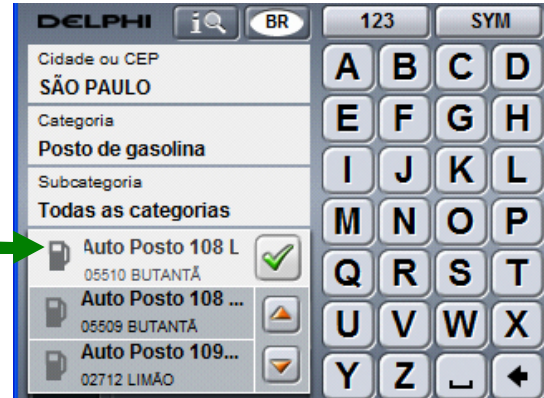 DELPHI BR 123 SYM
Cidade ou CEP
SÃO PAULO
Categoria
Posto de gasolina
Subcategoria
Todas as categorias
Auto Posto 108 L
05510 BUTANTÃ
Auto Posto 108 ...
05509 BUTANTÃ
Auto Posto 109...
02712 LIMÃO
A B C D
E F G H
I J K L
M N O P
Q R S T
U V W X
Y Z